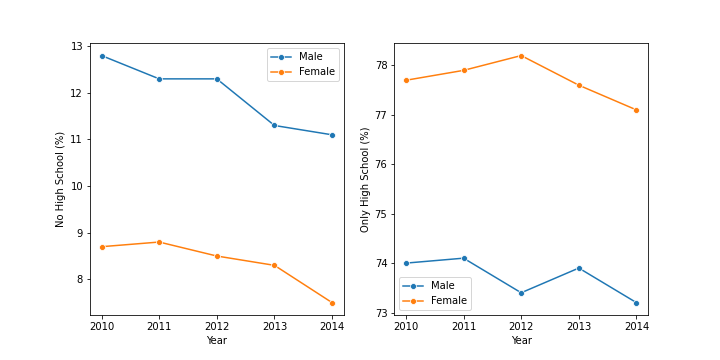 13
12
11
10
9
8
No High School (%)
Male
Female
2010 2011 2012 2013 2014
Year
78
77
76
75
74
73
Only High School (%)
Male
Female
2010 2011 2012 2013 2014
Year